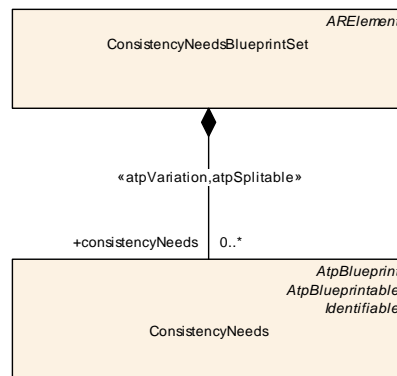 ARElement
ConsistencyNeedsBlueprintSet
«atpVariation,atpSplitable»
+consistencyNeeds 0..*
AtpBlueprint
AtpBlueprintable
Identifiable
ConsistencyNeeds